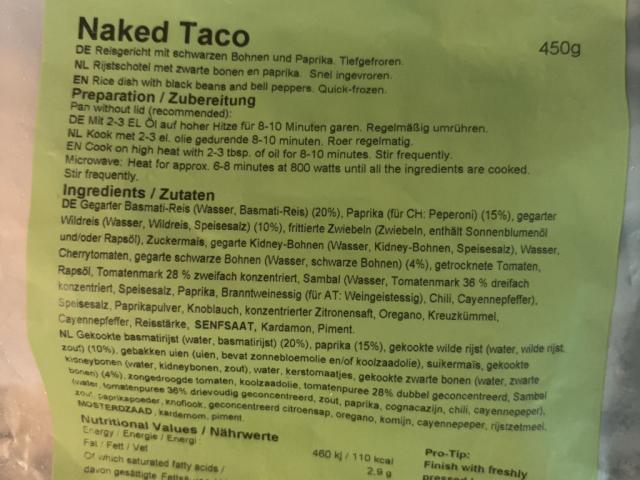 Naked Taco
450g
DE Reisgericht mit schwarzen Bohnen und Paprika. Tiefgefroren.
NL Rijstschotel met zwarte bonen en paprika. Snel ingevroren.
EN Rice dish with black beans and bell peppers. Quick-frozen.
Preparation / Zubereitung
Pan without lid (recommended):
DE Mit 2-3 EL Öl auf hoher Hitze für 8-10 Minuten garen. Regelmäßig umrühren.
NL Kook met 2-3 el. olie gedurende 8-10 minuten. Roer regelmatig.
EN Cook on high heat with 2-3 tbsp. of oil for 8-10 minutes. Stir frequently.
Microwave: Heat for approx. 6-8 minutes at 800 watts until all the ingredients are cooked.
Stir frequently.
Ingredients / Zutaten
DE Gegarter Basmati-Reis (Wasser, Basmati-Reis) (20%), Paprika (für CH: Peperoni) (15%), gegarter
Wildreis (Wasser, Wildreis, Speisesalz) (10%), frittierte Zwiebeln (Zwiebeln, enthält Sonnenblumenöl
und/oder Rapsöl), Zuckermais, gegarte Kidney-Bohnen (Wasser, Kidney-Bohnen, Speisesalz), Wasser,
Cherrytomaten, gegarte schwarze Bohnen (Wasser, schwarze Bohnen) (4%), getrocknete Tomaten,
Rapsöl, Tomatenmark 28 % zweifach konzentriert, Sambal (Wasser, Tomatenmark 36 % dreifach
konzentriert, Speisesalz, Paprika, Branntweinessig (für AT: Weingeistessig), Chili, Cayennepfeffer),
Speisesalz, Paprikapulver, Knoblauch, konzentrierter Zitronensaft, Oregano, Kreuzkümmel,
Cayennepfeffer, Reisstärke, SENFSAAT, Kardamom, Piment.
NL Gekookte basmatirijst (water, basmatirijst) (20%), paprika (15%), gekookte wilde rijst (water, wilde rijst,
zout) (10%), gebakken uien (uien, bevat zonnebloemolie en/of koolzaadolie), suikermaïs, gekookte
kidneybonen (water, kidneybonen, zout), water, kerstomaatjes, gekookte zwarte bonen (water, zwarte
bonen) (4%), zongedroogde tomaten, koolzaadolie, tomatenpuree 28% dubbel geconcentreerd, Sambal
(water, tomatenpuree 36% drievoudig geconcentreerd, zout, paprika, cognacazijn, chili, cayennepeper),
zout, paprikapoeder, knoflook, geconcentreerd citroensap, oregano, komijn, cayennepeper, rijstzetmeel,
MOSTERDZAAD, kardemom, piment.
Nutritional Values / Nährwerte
Energy / Energie / Energi:
460 kj / 110 kcal
Pro-Tip:
Fat / Fett / Vet
2.9 g
Finish with freshly
Of which saturated fatty acids /
davon gesättigte